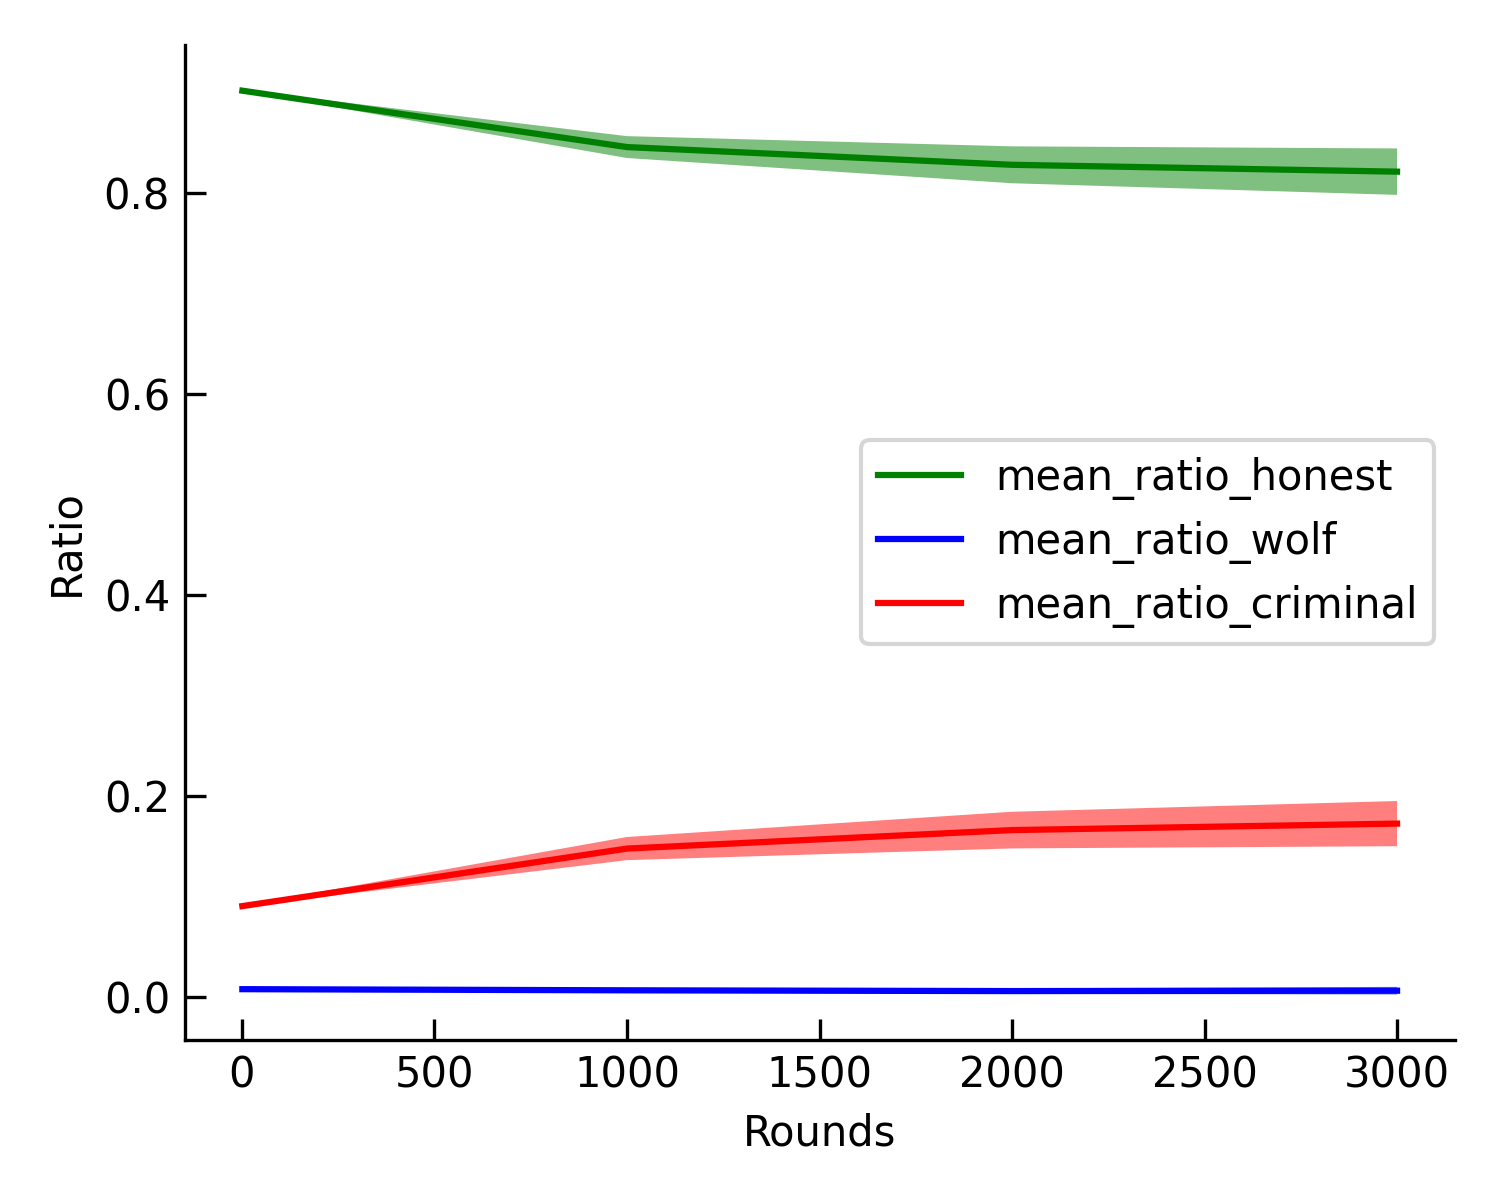 0.8
0.6
0.4
0.2
0.0
Ratio
mean_ratio_honest
mean_ratio_wolf
mean_ratio_criminal
0 500 1000 1500 2000 2500 3000
Rounds